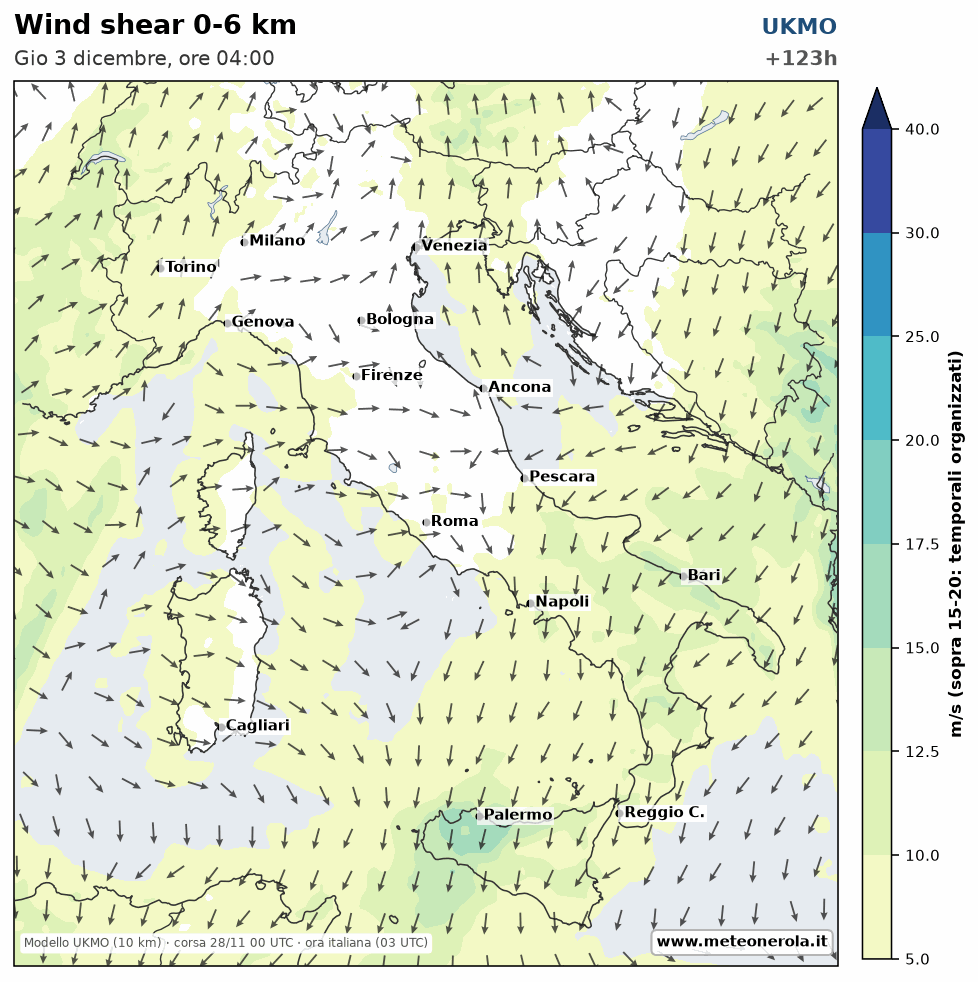 Wind shear 0-6 km
UKMO
Gio 3 dicembre, ore 04:00
+123h
Milano
Venezia
Torino
Genova
Bologna
Firenze
Ancona
Pescara
Roma
Bari
Napoli
Cagliari
Palermo
Reggio C.
40.0
30.0
25.0
20.0
17.5
15.0
12.5
10.0
5.0
m/s (sopra 15-20: temporali organizzati)
Modello UKMO (10 km) · corsa 28/11 00 UTC · ora italiana (03 UTC)
www.meteonerola.it